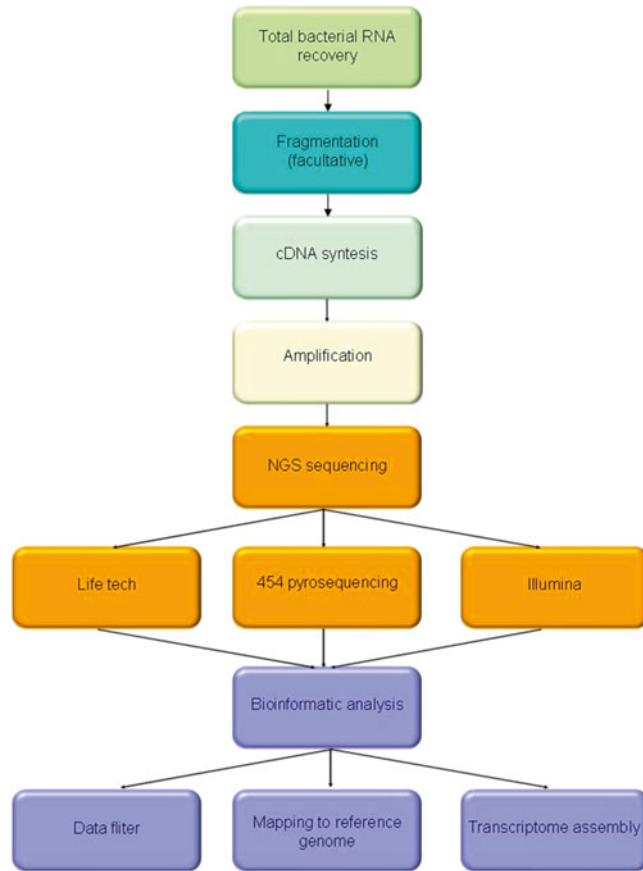 Total bacterial RNA
recovery
Fragmentation
(facultative)
cDNA syntesis
Amplification
NGS sequencing
Life tech
454 pyrosequencing
Illumina
Bioinformatic analysis
Data fliter
Mapping to reference
genome
Transcriptome assembly